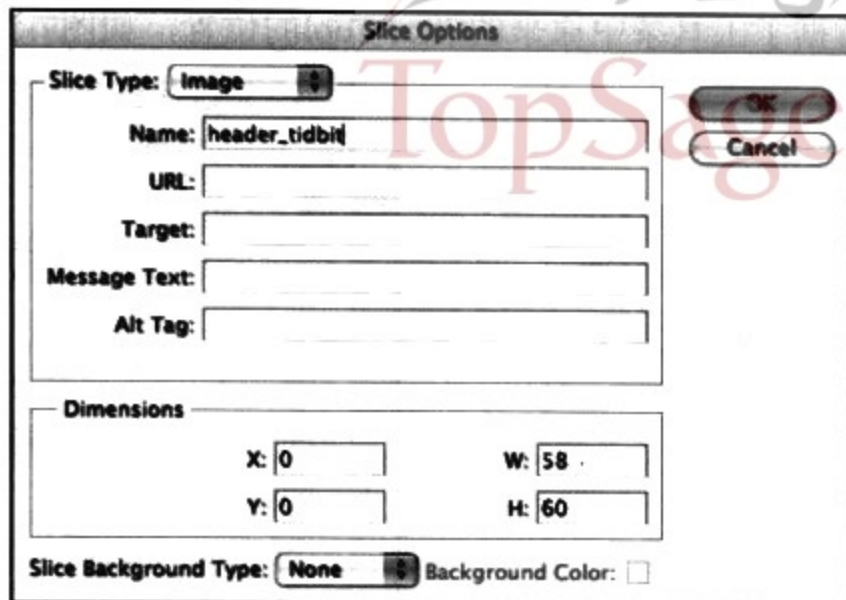 Slice Options
Slice Type: Image
Name: header_tidbit
URL:
Target:
Message Text:
Alt Tag:
OK
Cancel
TopSage
Dimensions
X: 0
W: 58
Y: 0
H: 60
Slice Background Type: None
Background Color: